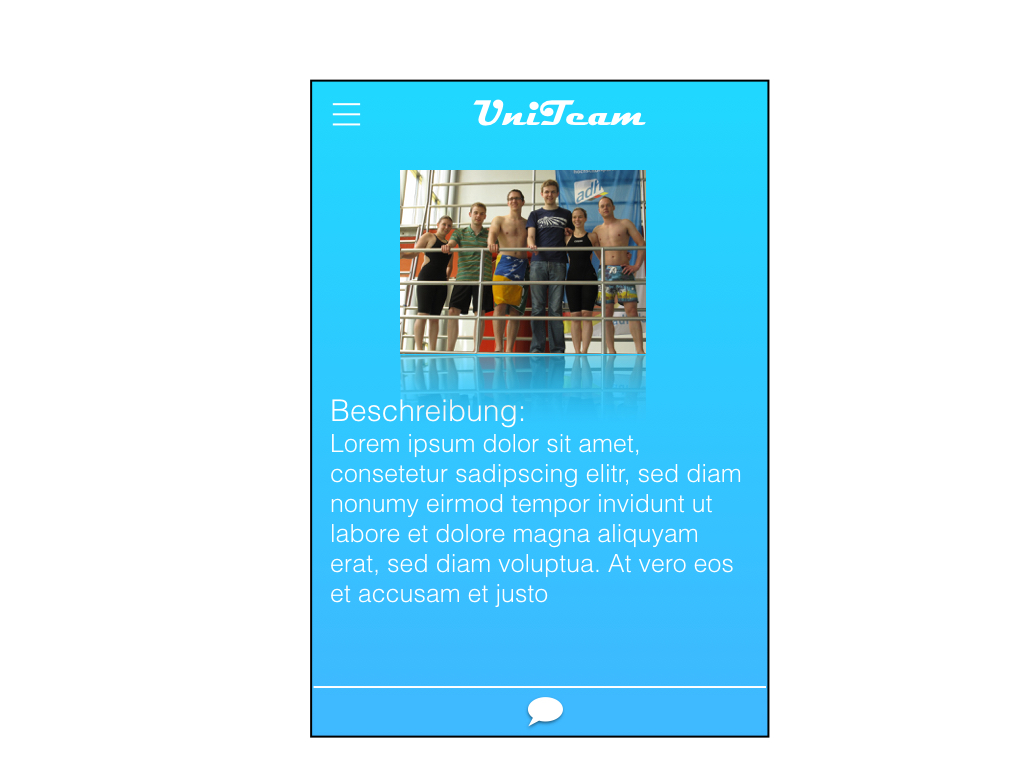 UniTeam
adh
Beschreibung:
Lorem ipsum dolor sit amet,
consetetur sadipscing elitr, sed diam
nonumy eirmod tempor invidunt ut
labore et dolore magna aliquyam
erat, sed diam voluptua. At vero eos
et accusam et justo